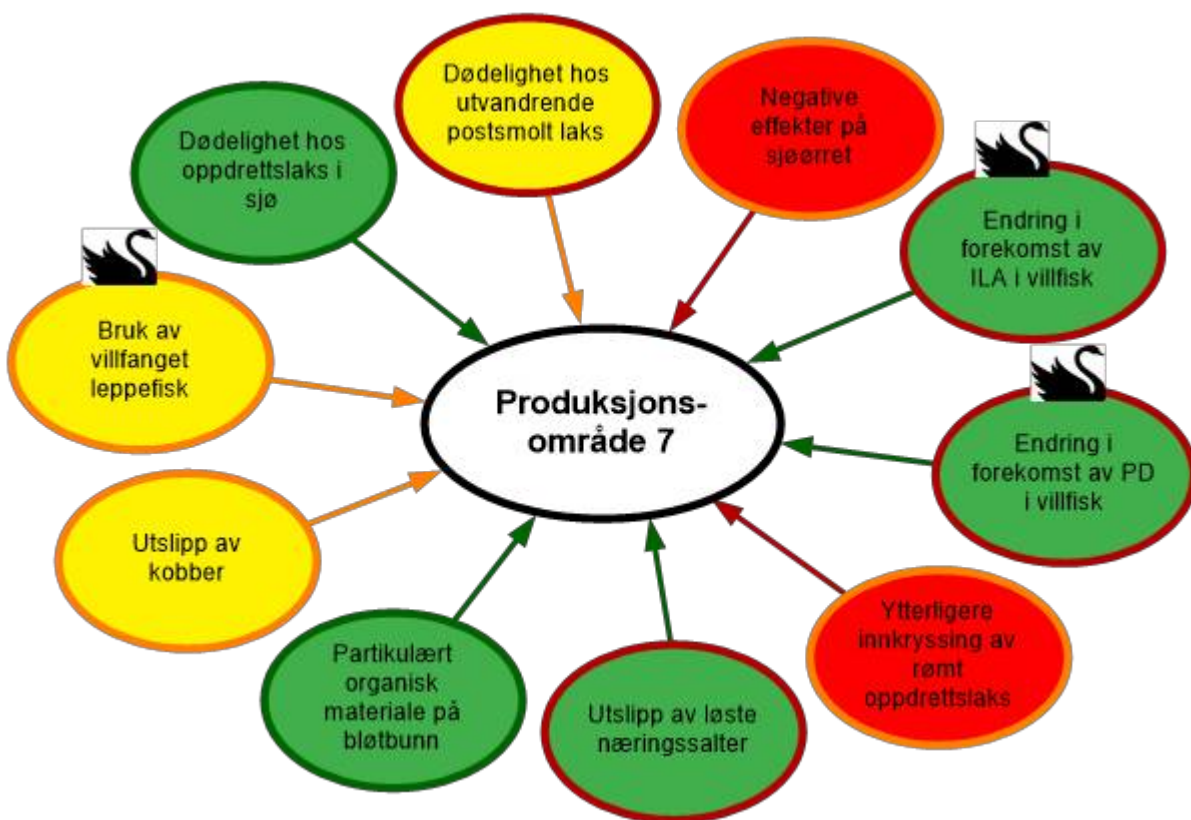 Dødelighet hos
utvandrende
postsmolt laks
Negative
effekter på
sjøørret
Dødelighet hos
oppdrettslaks i
sjø
Endring i
forekomst av
ILA i villfisk
Bruk av
villfanget
leppefisk
Produksjons-
område 7
Endring i
forekomst av PD
i villfisk
Utslipp av
kobber
Ytterligere
innkryssing av
rømt
oppdrettslaks
Partikulært
organisk
materiale på
bløtbunn
Utslipp av løste
næringssalter